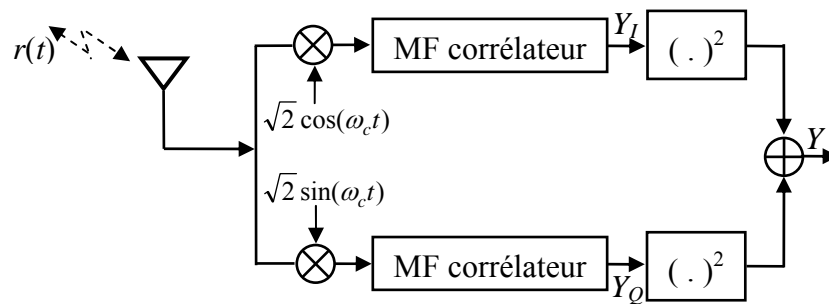 r(t)
√2 cos(ω_c t)
MF corrélateur
Y_I
( . )²
Y
√2 sin(ω_c t)
MF corrélateur
Y_Q
( . )²